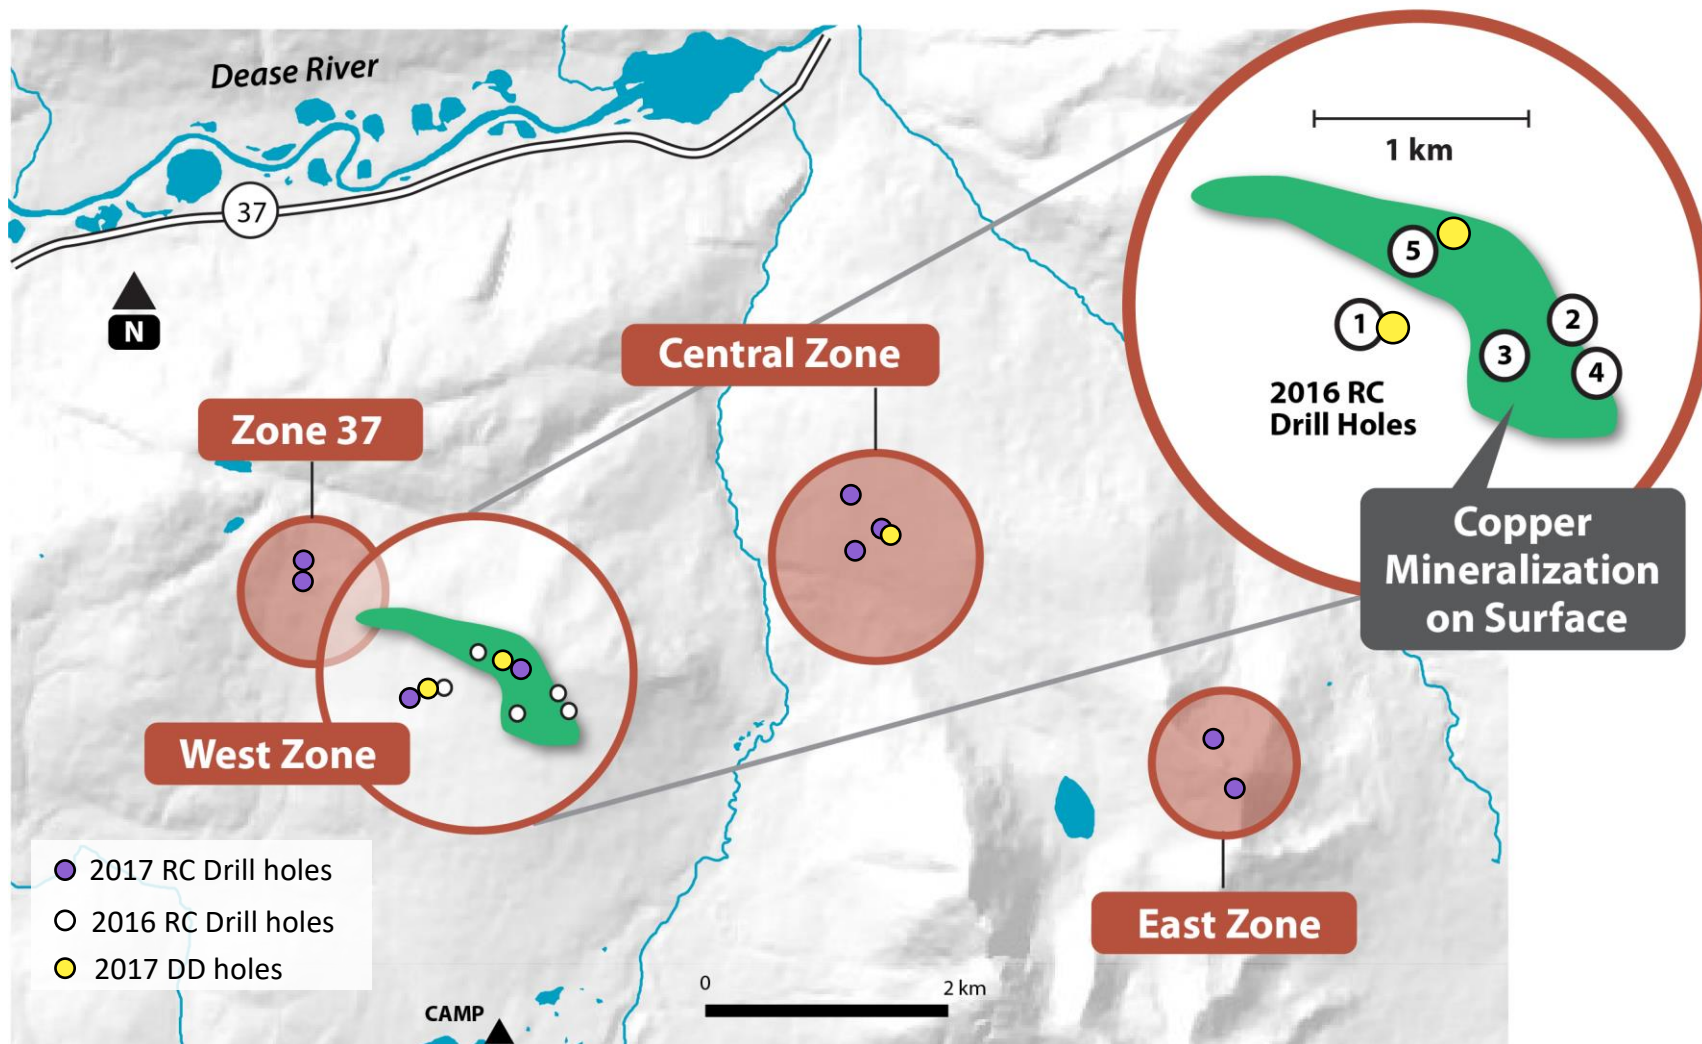 Dease River
1 km
37
5
N
1
2
3
4
Central Zone
2016 RC
Drill Holes
Zone 37
Copper
Mineralization
on Surface
West Zone
2017 RC Drill holes
2016 RC Drill holes
2017 DD holes
East Zone
0
2 km
CAMP